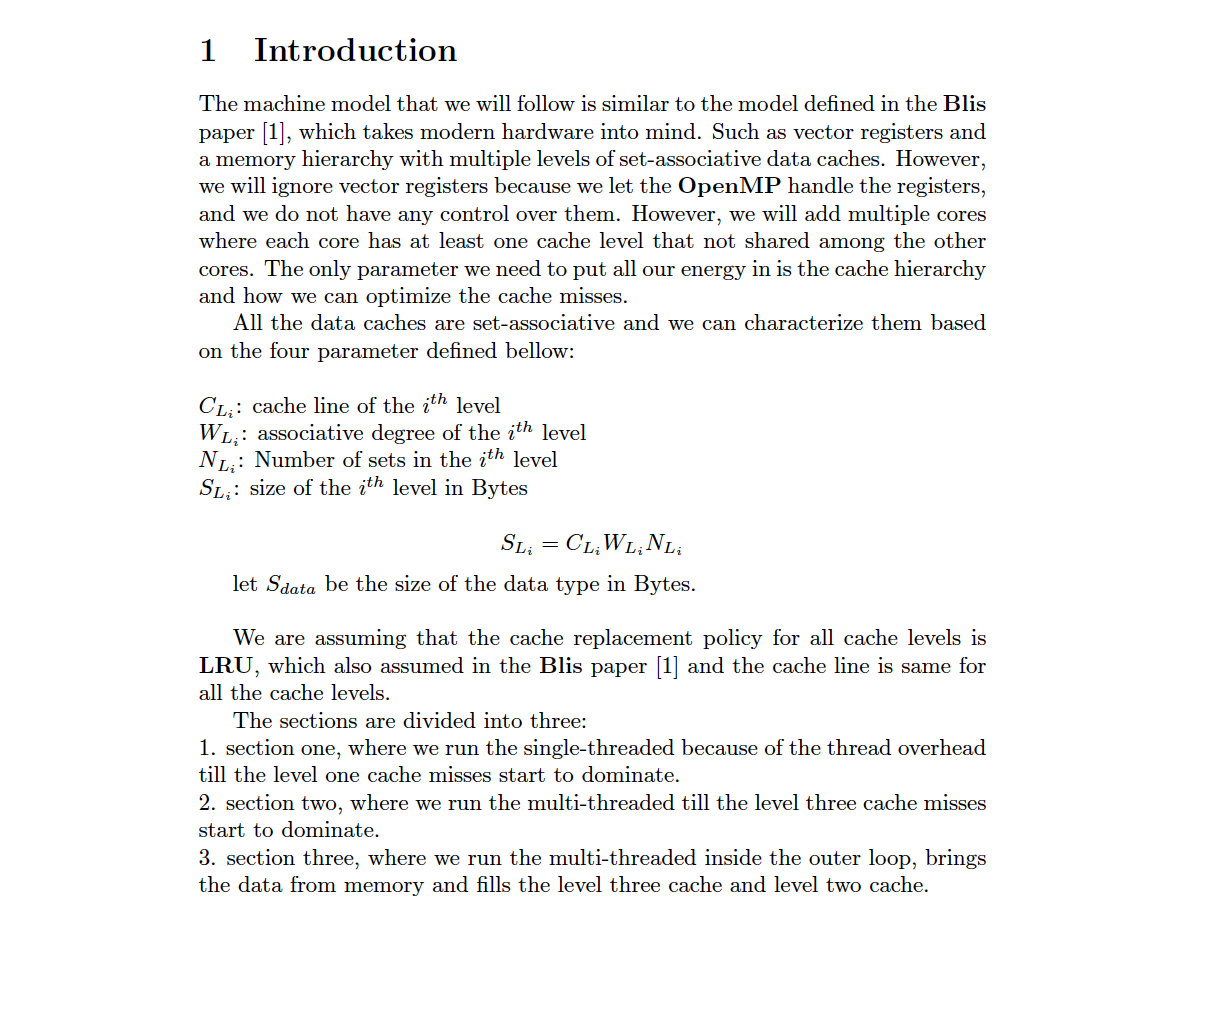 1 Introduction
The machine model that we will follow is similar to the model defined in the Blis
paper [1], which takes modern hardware into mind. Such as vector registers and
a memory hierarchy with multiple levels of set-associative data caches. However,
we will ignore vector registers because we let the OpenMP handle the registers,
and we do not have any control over them. However, we will add multiple cores
where each core has at least one cache level that not shared among the other
cores. The only parameter we need to put all our energy in is the cache hierarchy
and how we can optimize the cache misses.
All the data caches are set-associative and we can characterize them based
on the four parameter defined bellow:
$C_{L_i}$: cache line of the $i^{th}$ level
$W_{L_i}$: associative degree of the $i^{th}$ level
$N_{L_i}$: Number of sets in the $i^{th}$ level
$S_{L_i}$: size of the $i^{th}$ level in Bytes
$S_{L_i} = C_{L_i} W_{L_i} N_{L_i}$
let $S_{data}$ be the size of the data type in Bytes.
We are assuming that the cache replacement policy for all cache levels is
LRU, which also assumed in the Blis paper [1] and the cache line is same for
all the cache levels.
The sections are divided into three:
1. section one, where we run the single-threaded because of the thread overhead
till the level one cache misses start to dominate.
2. section two, where we run the multi-threaded till the level three cache misses
start to dominate.
3. section three, where we run the multi-threaded inside the outer loop, brings
the data from memory and fills the level three cache and level two cache.